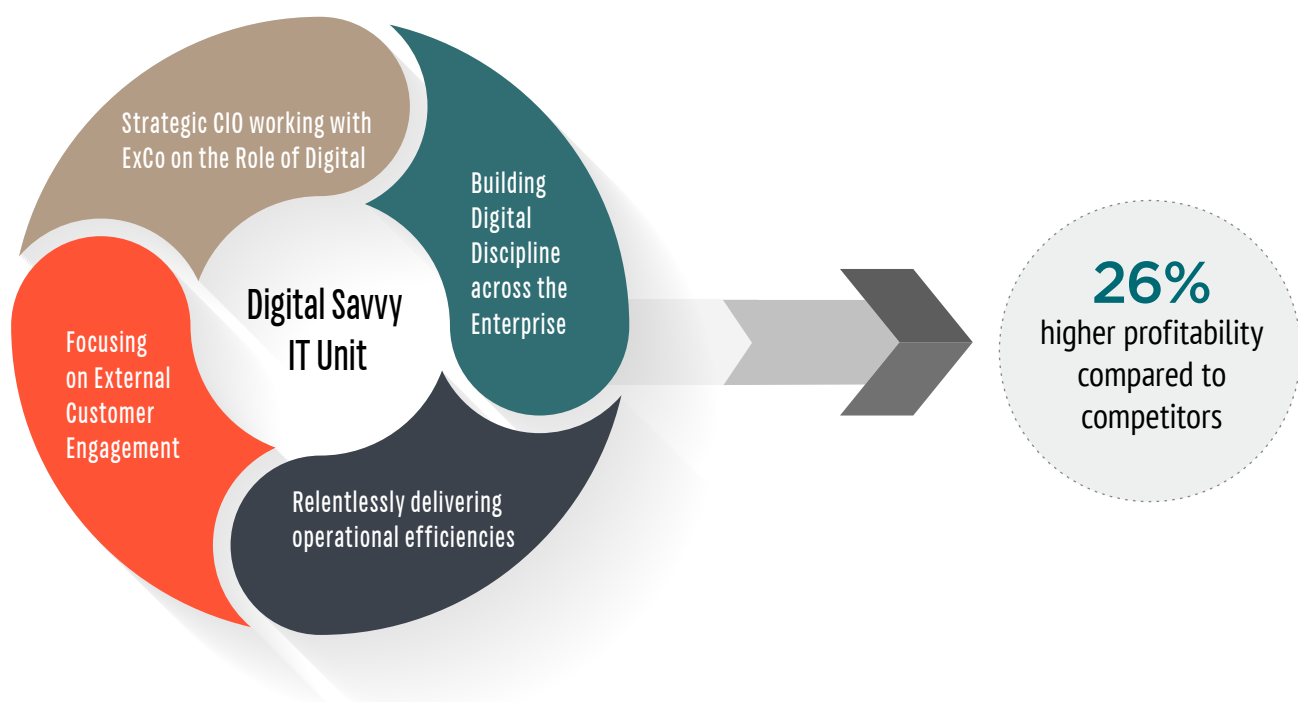 Strategic CIO working with
ExCo on the Role of Digital
Building
Digital
Discipline
across the
Enterprise
Digital Savvy
IT Unit
Focusing
on External
Customer
Engagement
Relentlessly delivering
operational efficiencies
26%
higher profitability
compared to
competitors